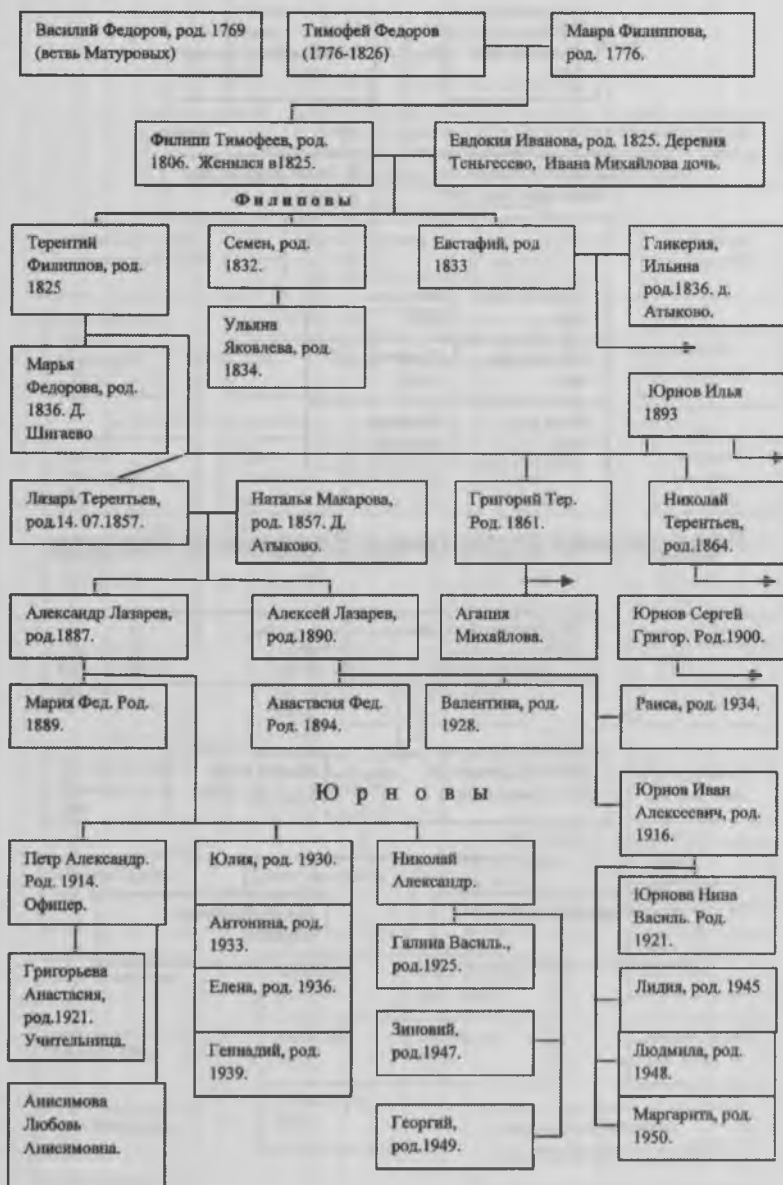 Василий Федоров, род. 1769
(ветвь Матуровых)
Тимофей Федоров
(1776-1826)
Мавра Филиппова,
род. 1776.
Филипп Тимофеев, род.
1806. Женился в1825.
Евдокия Иванова, род. 1825. Деревня
Теньгесево, Ивана Михайлова дочь.
Филиповы
Терентий
Филиппов, род.
1825
Семен, род.
1832.
Евстафий, род
1833
Гликерия,
Ильина
род.1836. д.
Атыково.
Ульяна
Яковлева, род.
1834.
Марья
Федорова, род.
1836. Д.
Шигаево
Юрнов Илья
1893
Лазарь Терентьев,
род.14. 07.1857.
Наталья Макарова,
род. 1857. Д.
Атыково.
Григорий Тер.
Род. 1861.
Николай
Терентьев,
род.1864.
Александр Лазарев,
род.1887.
Алексей Лазарев,
род.1890.
Агапия
Михайлова.
Юрнов Сергей
Григор. Род.1900.
Мария Фед. Род.
1889.
Анастасия Фед.
Род. 1894.
Валентина, род.
1928.
Раиса, род. 1934.
Юрновы
Юрнов Иван
Алексеевич, род.
1916.
Петр Александр.
Род. 1914.
Офицер.
Юлия, род. 1930.
Николай
Александр.
Юрнова Нина
Василь. Род.
1921.
Антонина, род.
1933.
Галина Василь.,
род.1925.
Григорьева
Анастасия,
род.1921.
Учительница.
Елена, род. 1936.
Лидия, род. 1945
Зиновий,
род.1947.
Геннадий, род.
1939.
Людмила, род.
1948.
Анисимова
Любовь
Анисимовна.
Георгий,
род.1949.
Маргарита, род.
1950.